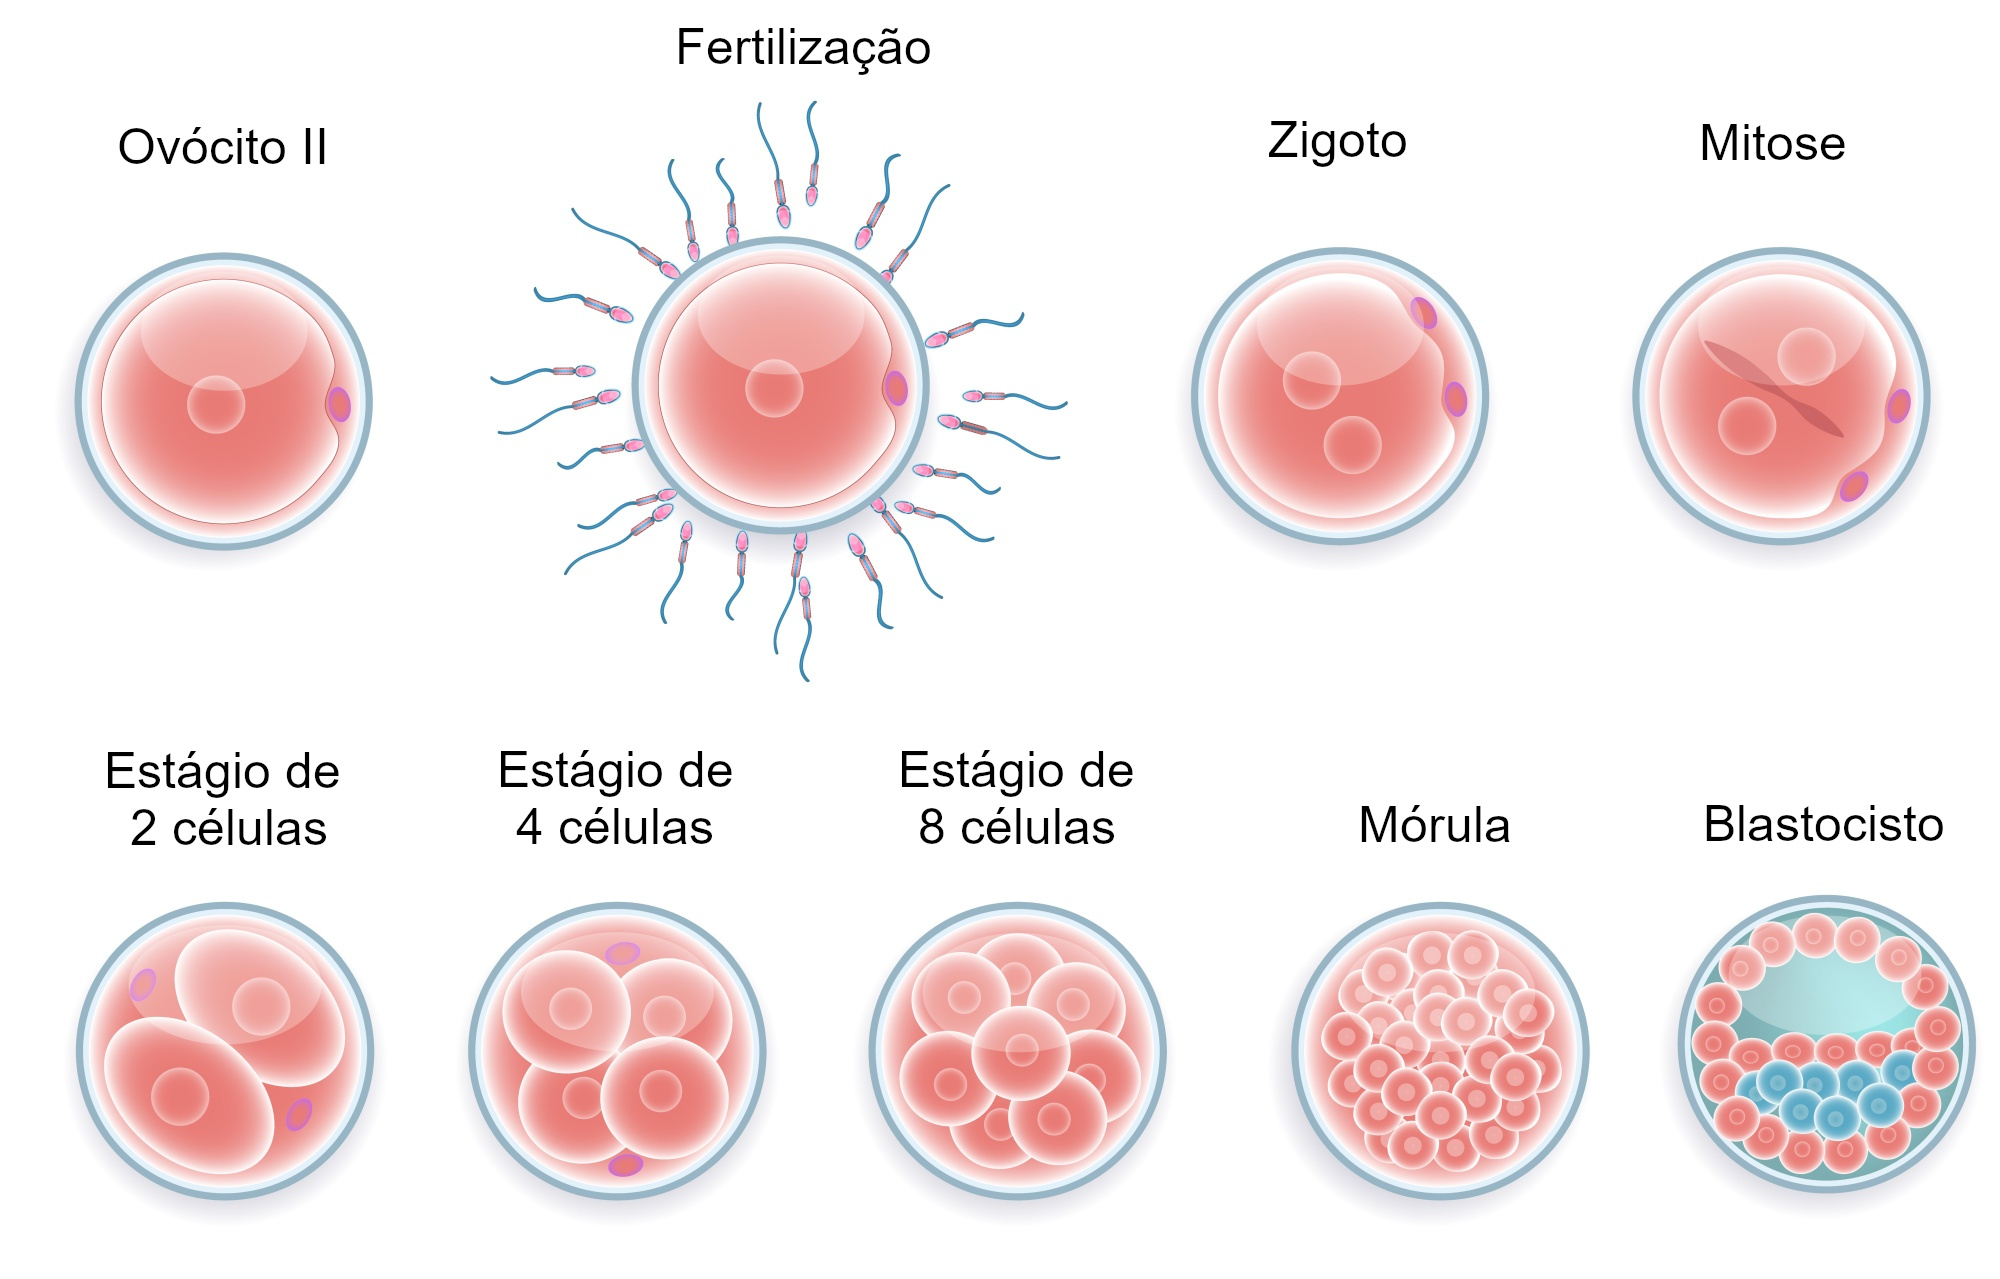 Fertilização
Ovócito II
Zigoto
Mitose
Estágio de
2 células
Estágio de
4 células
Estágio de
8 células
Mórula
Blastocisto